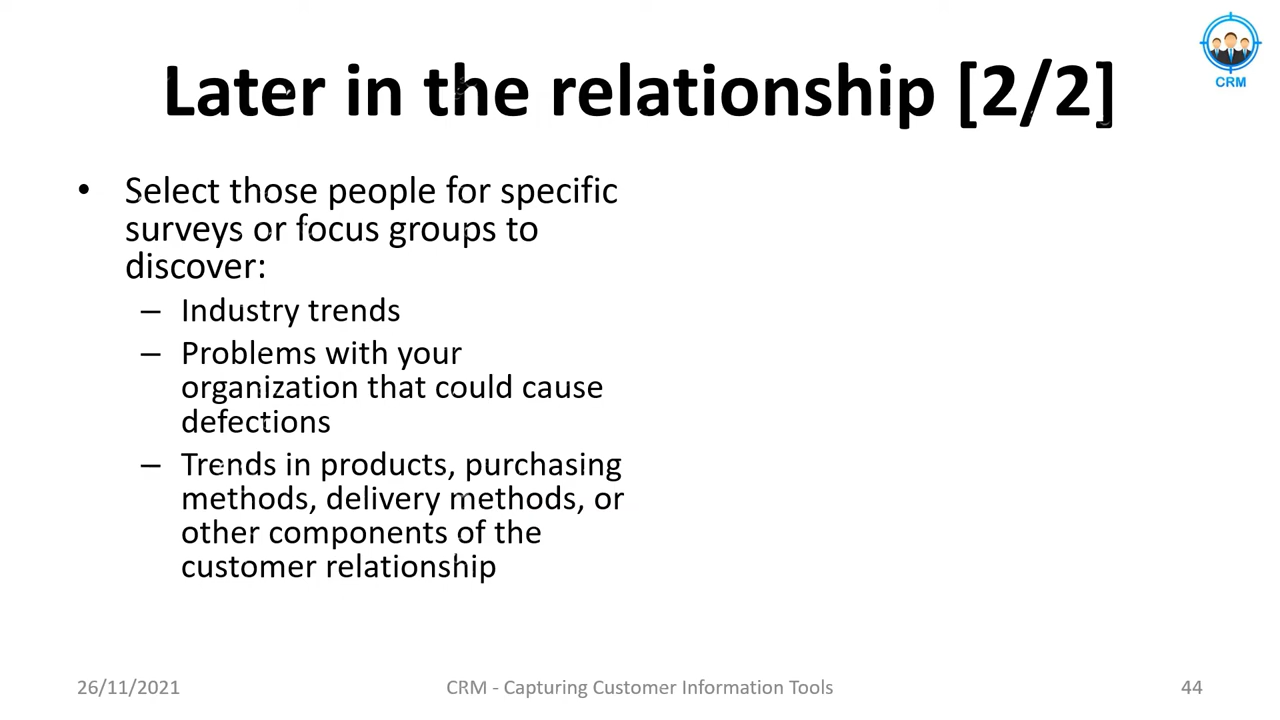 CRM
Later in the relationship [2/2]
• Select those people for specific
surveys or focus groups to
discover:
– Industry trends
– Problems with your
organization that could cause
defections
– Trends in products, purchasing
methods, delivery methods, or
other components of the
customer relationship
26/11/2021
CRM - Capturing Customer Information Tools
44